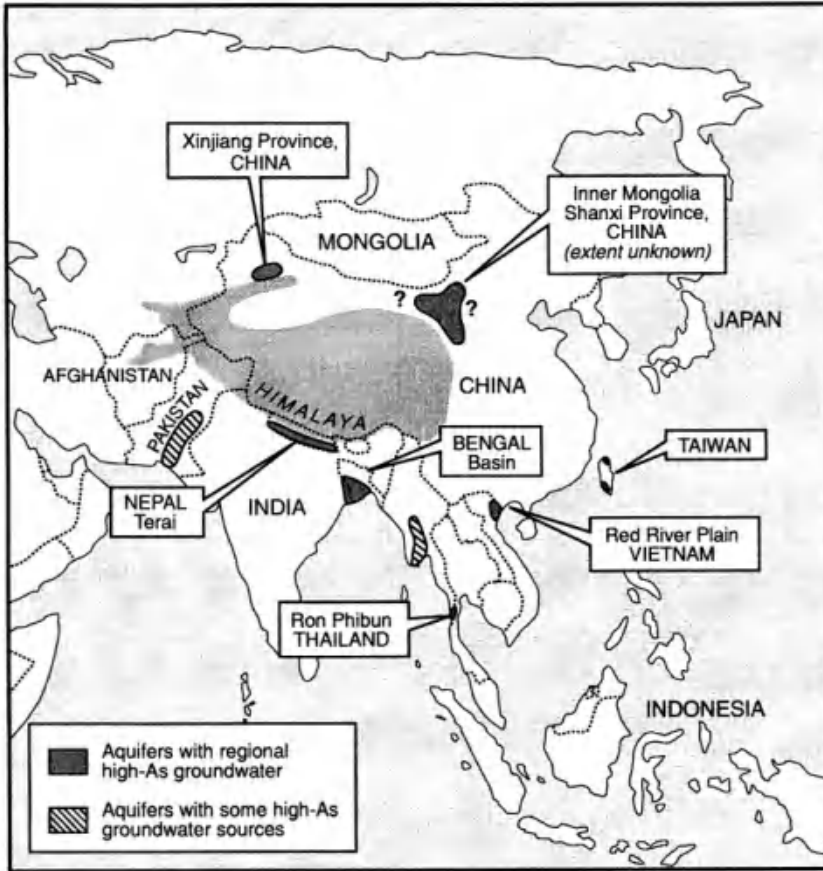 Xinjiang Province,
CHINA
Inner Mongolia
Shanxi Province,
CHINA
(extent unknown)
MONGOLIA
?
?
JAPAN
AFGHANISTAN
PAKISTAN
HIMALAYA
CHINA
BENGAL
Basin
TAIWAN
NEPAL
Terai
INDIA
Red River Plain
VIETNAM
Ron Phibun
THAILAND
INDONESIA
Aquifers with regional
high-As groundwater
Aquifers with some high-As
groundwater sources